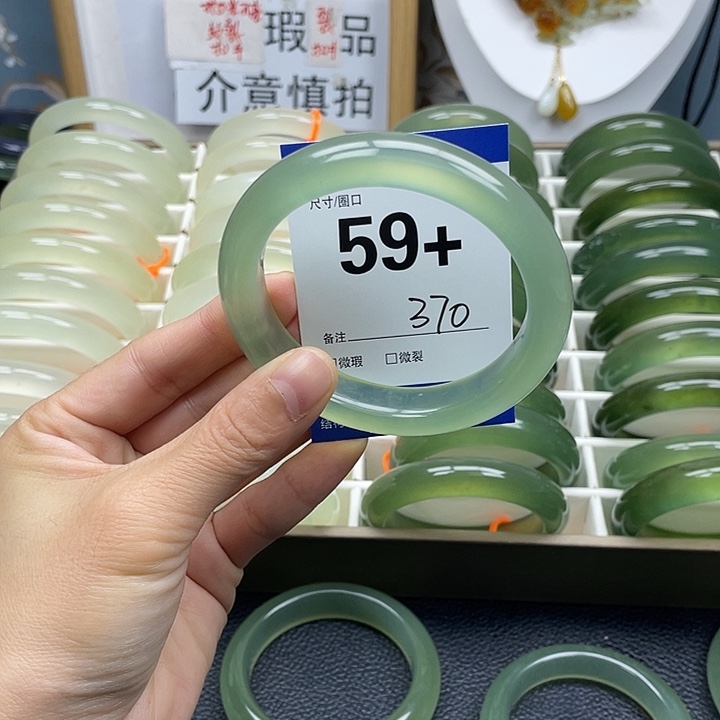 瑕 品
介意慎拍
尺寸/圈口
59+
备注 370
微瑕 □微裂